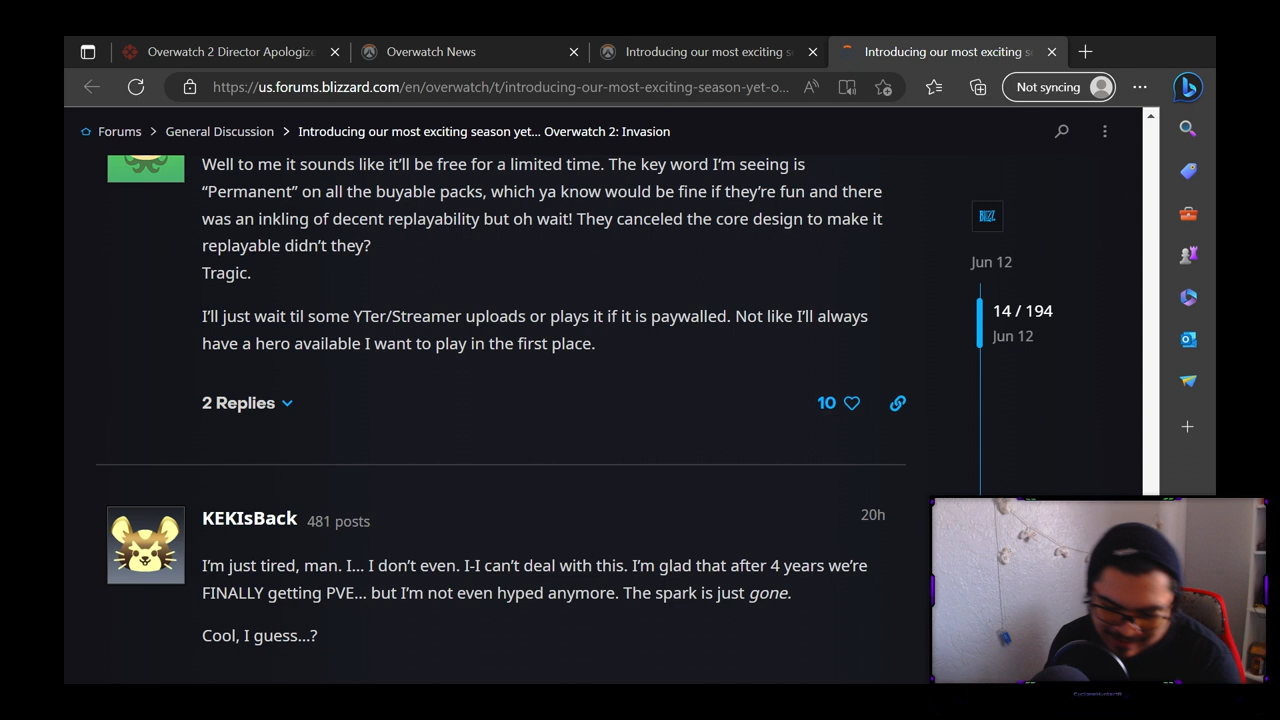 Overwatch 2 Director Apologize
Overwatch News
Introducing our most exciting s
Introducing our most exciting s
https://us.forums.blizzard.com/en/overwatch/t/introducing-our-most-exciting-season-yet-o...
Not syncing
Forums > General Discussion > Introducing our most exciting season yet... Overwatch 2: Invasion
Well to me it sounds like it'll be free for a limited time. The key word I'm seeing is
“Permanent” on all the buyable packs, which ya know would be fine if they're fun and there
was an inkling of decent replayability but oh wait! They canceled the core design to make it
replayable didn't they?
Tragic.
I'll just wait til some YTer/Streamer uploads or plays it if it is paywalled. Not like I'll always
have a hero available I want to play in the first place.
2 Replies
10
BLIZZ
Jun 12
14 / 194
Jun 12
KEKIsBack 481 posts
20h
I'm just tired, man. I... I don't even. I-I can't deal with this. I'm glad that after 4 years we're
FINALLY getting PVE... but I'm not even hyped anymore. The spark is just gone.
Cool, I guess...?